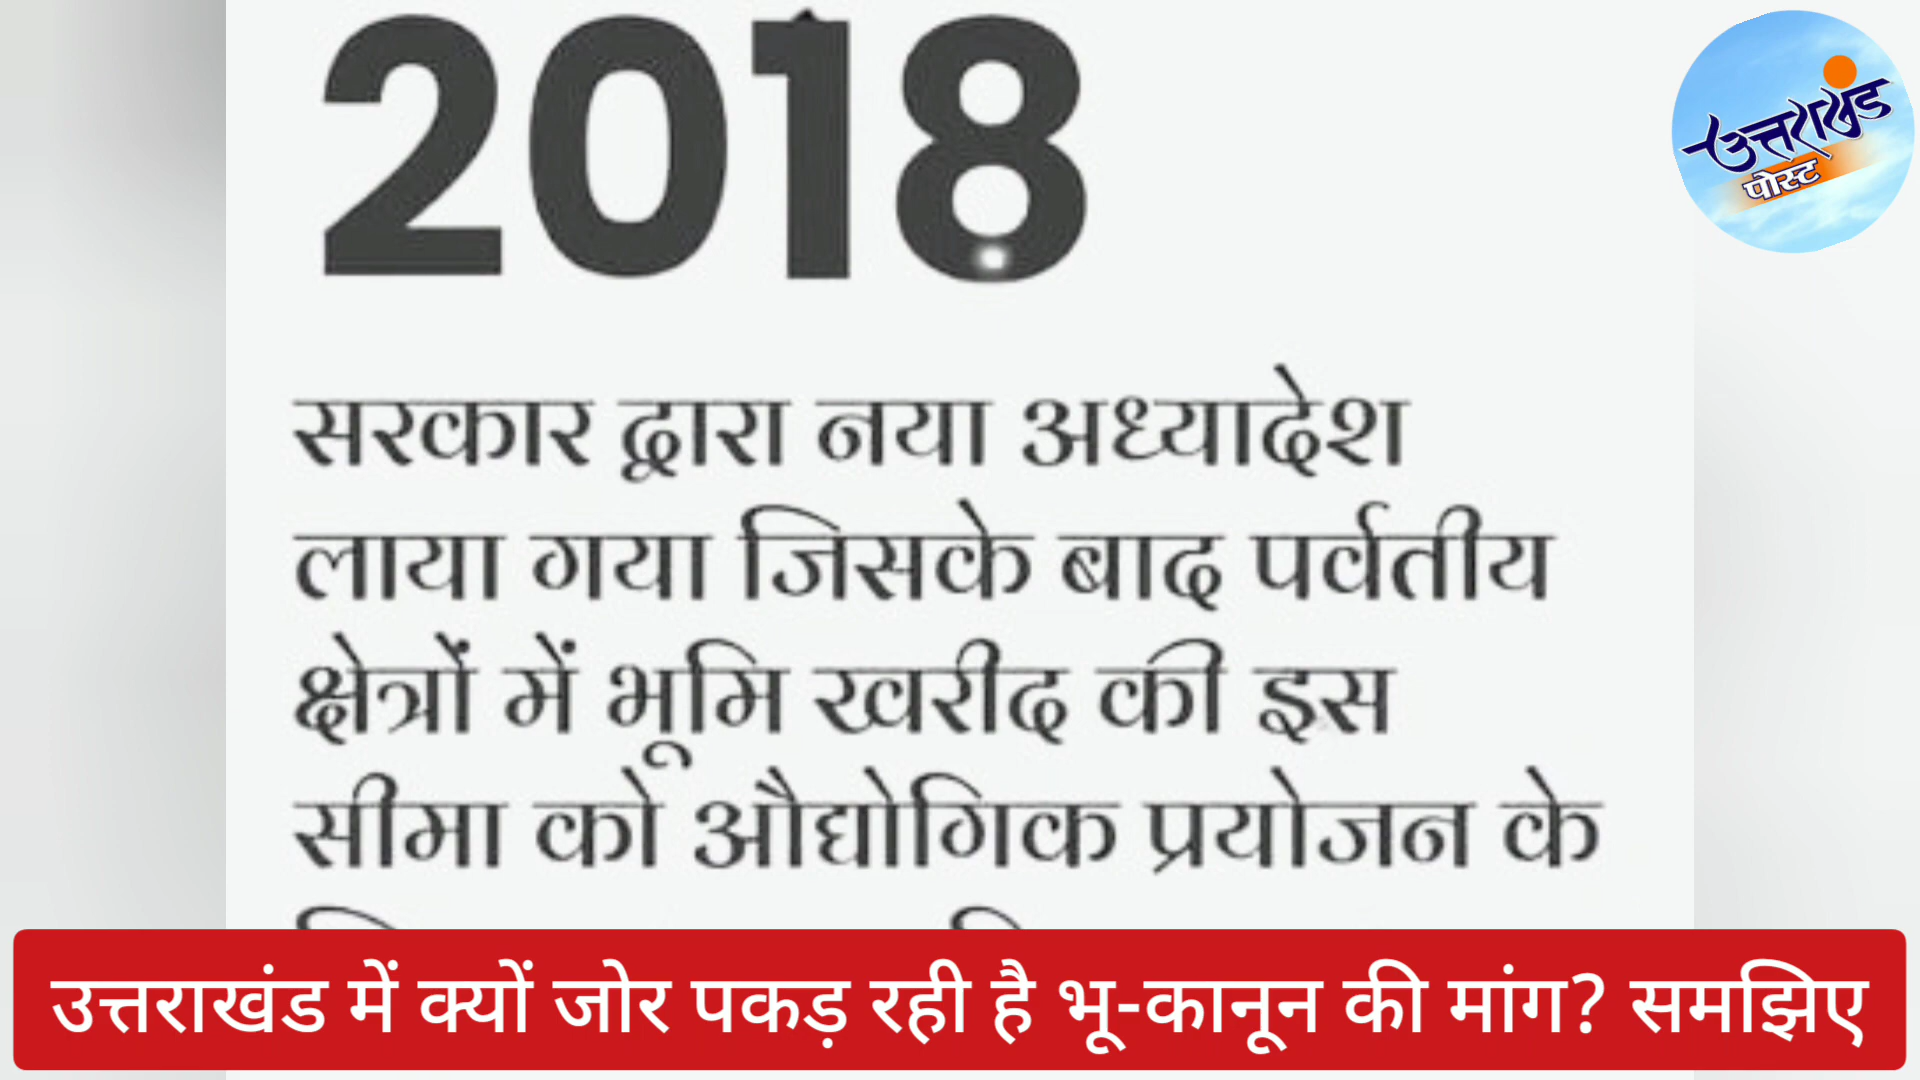 2018
उत्तराखंड
पोस्ट
सरकार द्वारा नया अध्यादेश
लाया गया जिसके बाद पर्वतीय
क्षेत्रों में भूमि खरीद की इस
सीमा को औद्योगिक प्रयोजन के
उत्तराखंड में क्यों जोर पकड़ रही है भू-कानून की मांग? समझिए